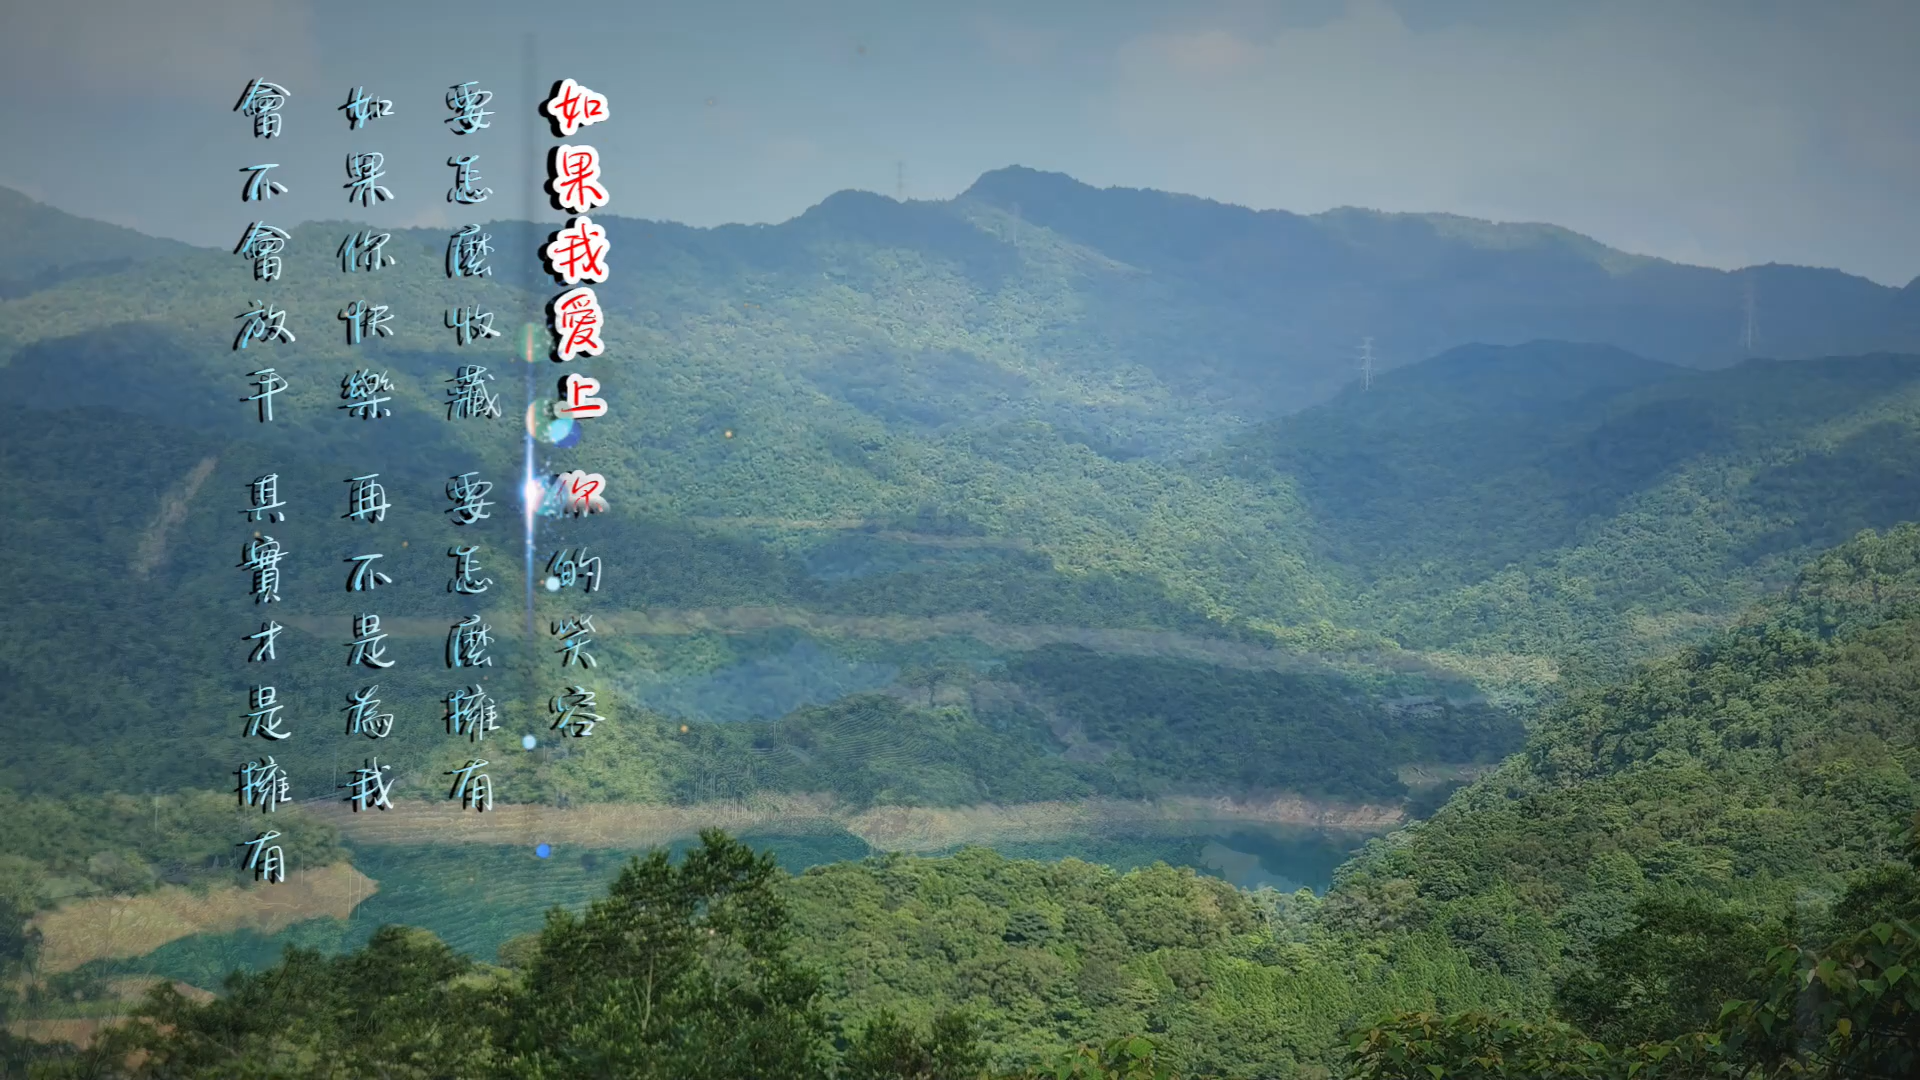 如果我愛上 你的笑容
要怎麼收藏 要怎麼擁有
如果你快樂 再不是為我
會不會放手 其實才是擁有